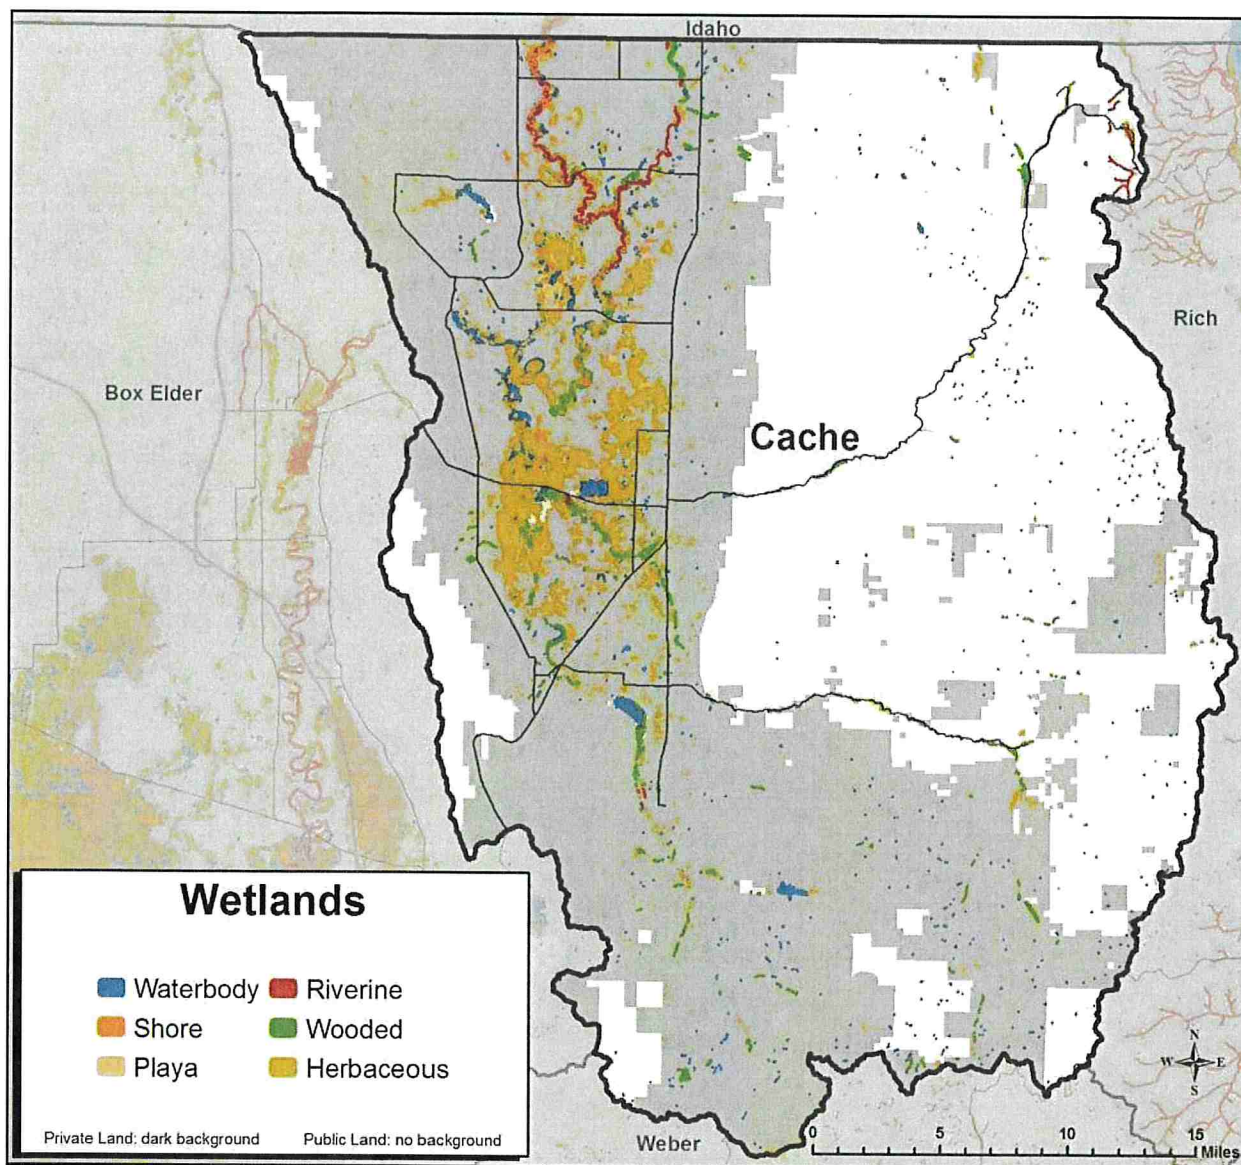 Idaho
Rich
Box Elder
Cache
Wetlands
Waterbody Riverine
Shore Wooded
Playa Herbaceous
Private Land: dark background Public Land: no background
Weber
N
W E
S
0 5 10 15
Miles